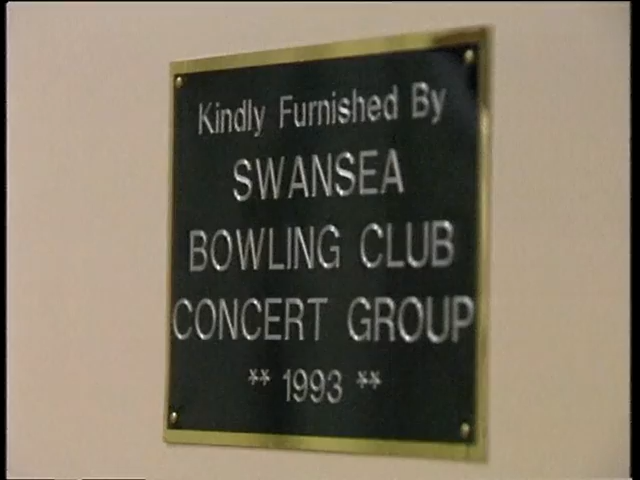 Kindly Furnished By
SWANSEA
BOWLING CLUB
CONCERT GROUP
** 1993 **